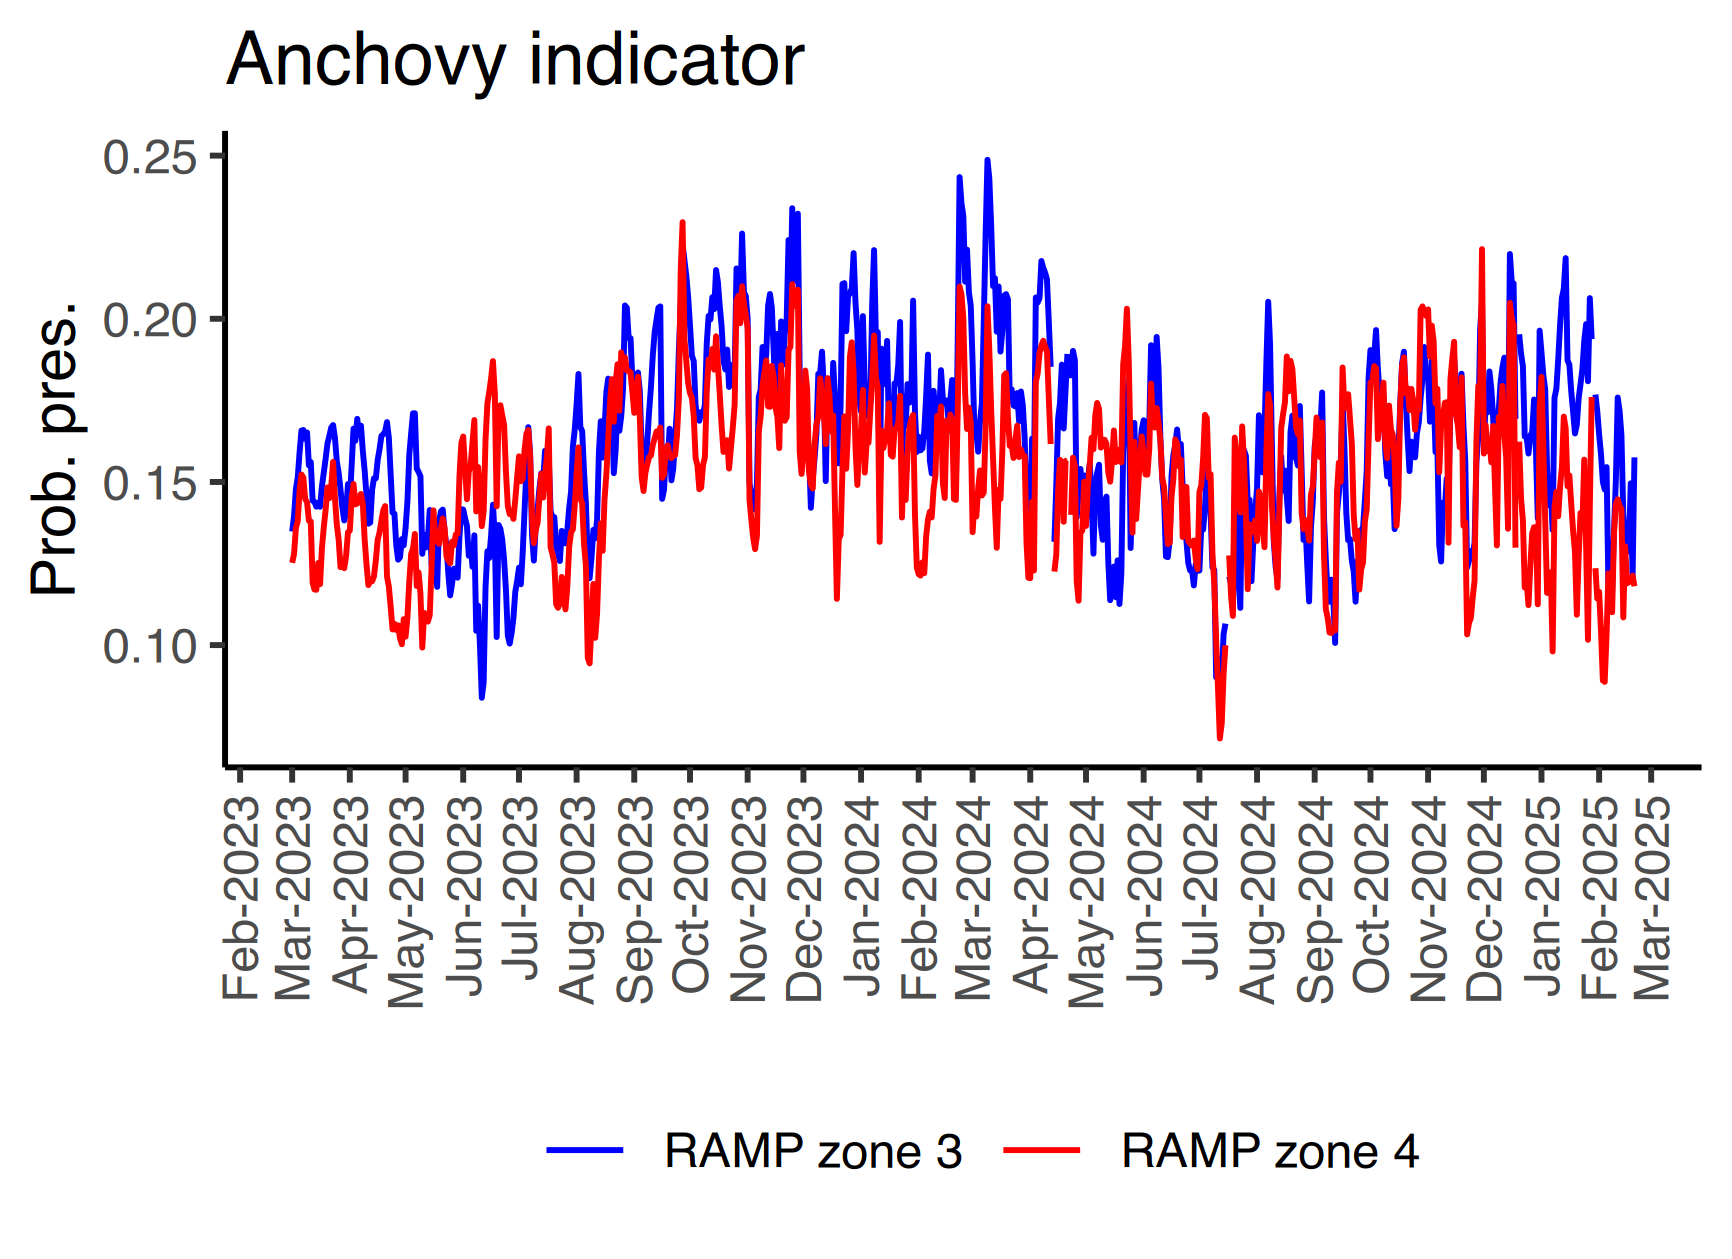 Anchovy indicator
Prob. pres.
0.25
0.20
0.15
0.10
Feb-2023
Mar-2023
Apr-2023
May-2023
Jun-2023
Jul-2023
Aug-2023
Sep-2023
Oct-2023
Nov-2023
Dec-2023
Jan-2024
Feb-2024
Mar-2024
Apr-2024
May-2024
Jun-2024
Jul-2024
Aug-2024
Sep-2024
Oct-2024
Nov-2024
Dec-2024
Jan-2025
Feb-2025
Mar-2025
RAMP zone 3
RAMP zone 4